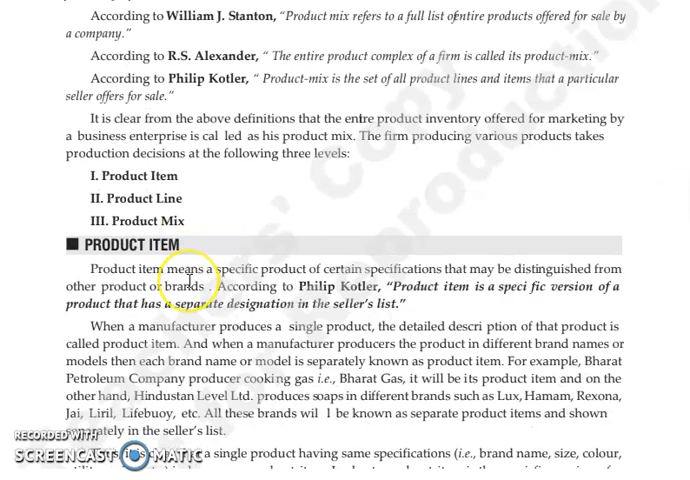 According to William J. Stanton, "Product mix refers to a full list of entire products offered for sale by
a company."
According to R.S. Alexander, " The entire product complex of a firm is called its product-mix."
According to Philip Kotler, " Product-mix is the set of all product lines and items that a particular
seller offers for sale."
It is clear from the above definitions that the entire product inventory offered for marketing by
a business enterprise is cal led as his product mix. The firm producing various products takes
production decisions at the following three levels:
I. Product Item
II. Product Line
III. Product Mix
■ PRODUCT ITEM
Product item means a specific product of certain specifications that may be distinguished from
other product or brands . According to Philip Kotler, "Product item is a speci fic version of a
product that has a separate designation in the seller's list."
When a manufacturer produces a single product, the detailed descri ption of that product is
called product item. And when a manufacturer producers the product in different brand names or
models then each brand name or model is separately known as product item. For example, Bharat
Petroleum Company producer cooking gas i.e., Bharat Gas, it will be its product item and on the
other hand, Hindustan Level Ltd. produces soaps in different brands such as Lux, Hamam, Rexona,
Jai, Liril, Lifebuoy, etc. All these brands wil l be known as separate product items and shown
separately in the seller's list.
a single product having same specifications (i.e., brand name, size, colour,
RECORDED WITH
SCREENCAST MATIC
Teachers' Copy